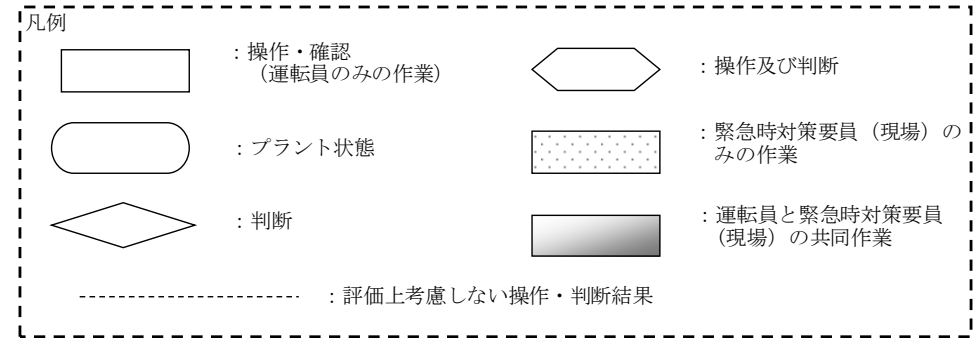 凡例
：操作・確認
（運転員のみの作業）
：プラント状態
：判断
：操作及び判断
：緊急時対策要員（現場）の
みの作業
：運転員と緊急時対策要員
（現場）の共同作業
：評価上考慮しない操作・判断結果